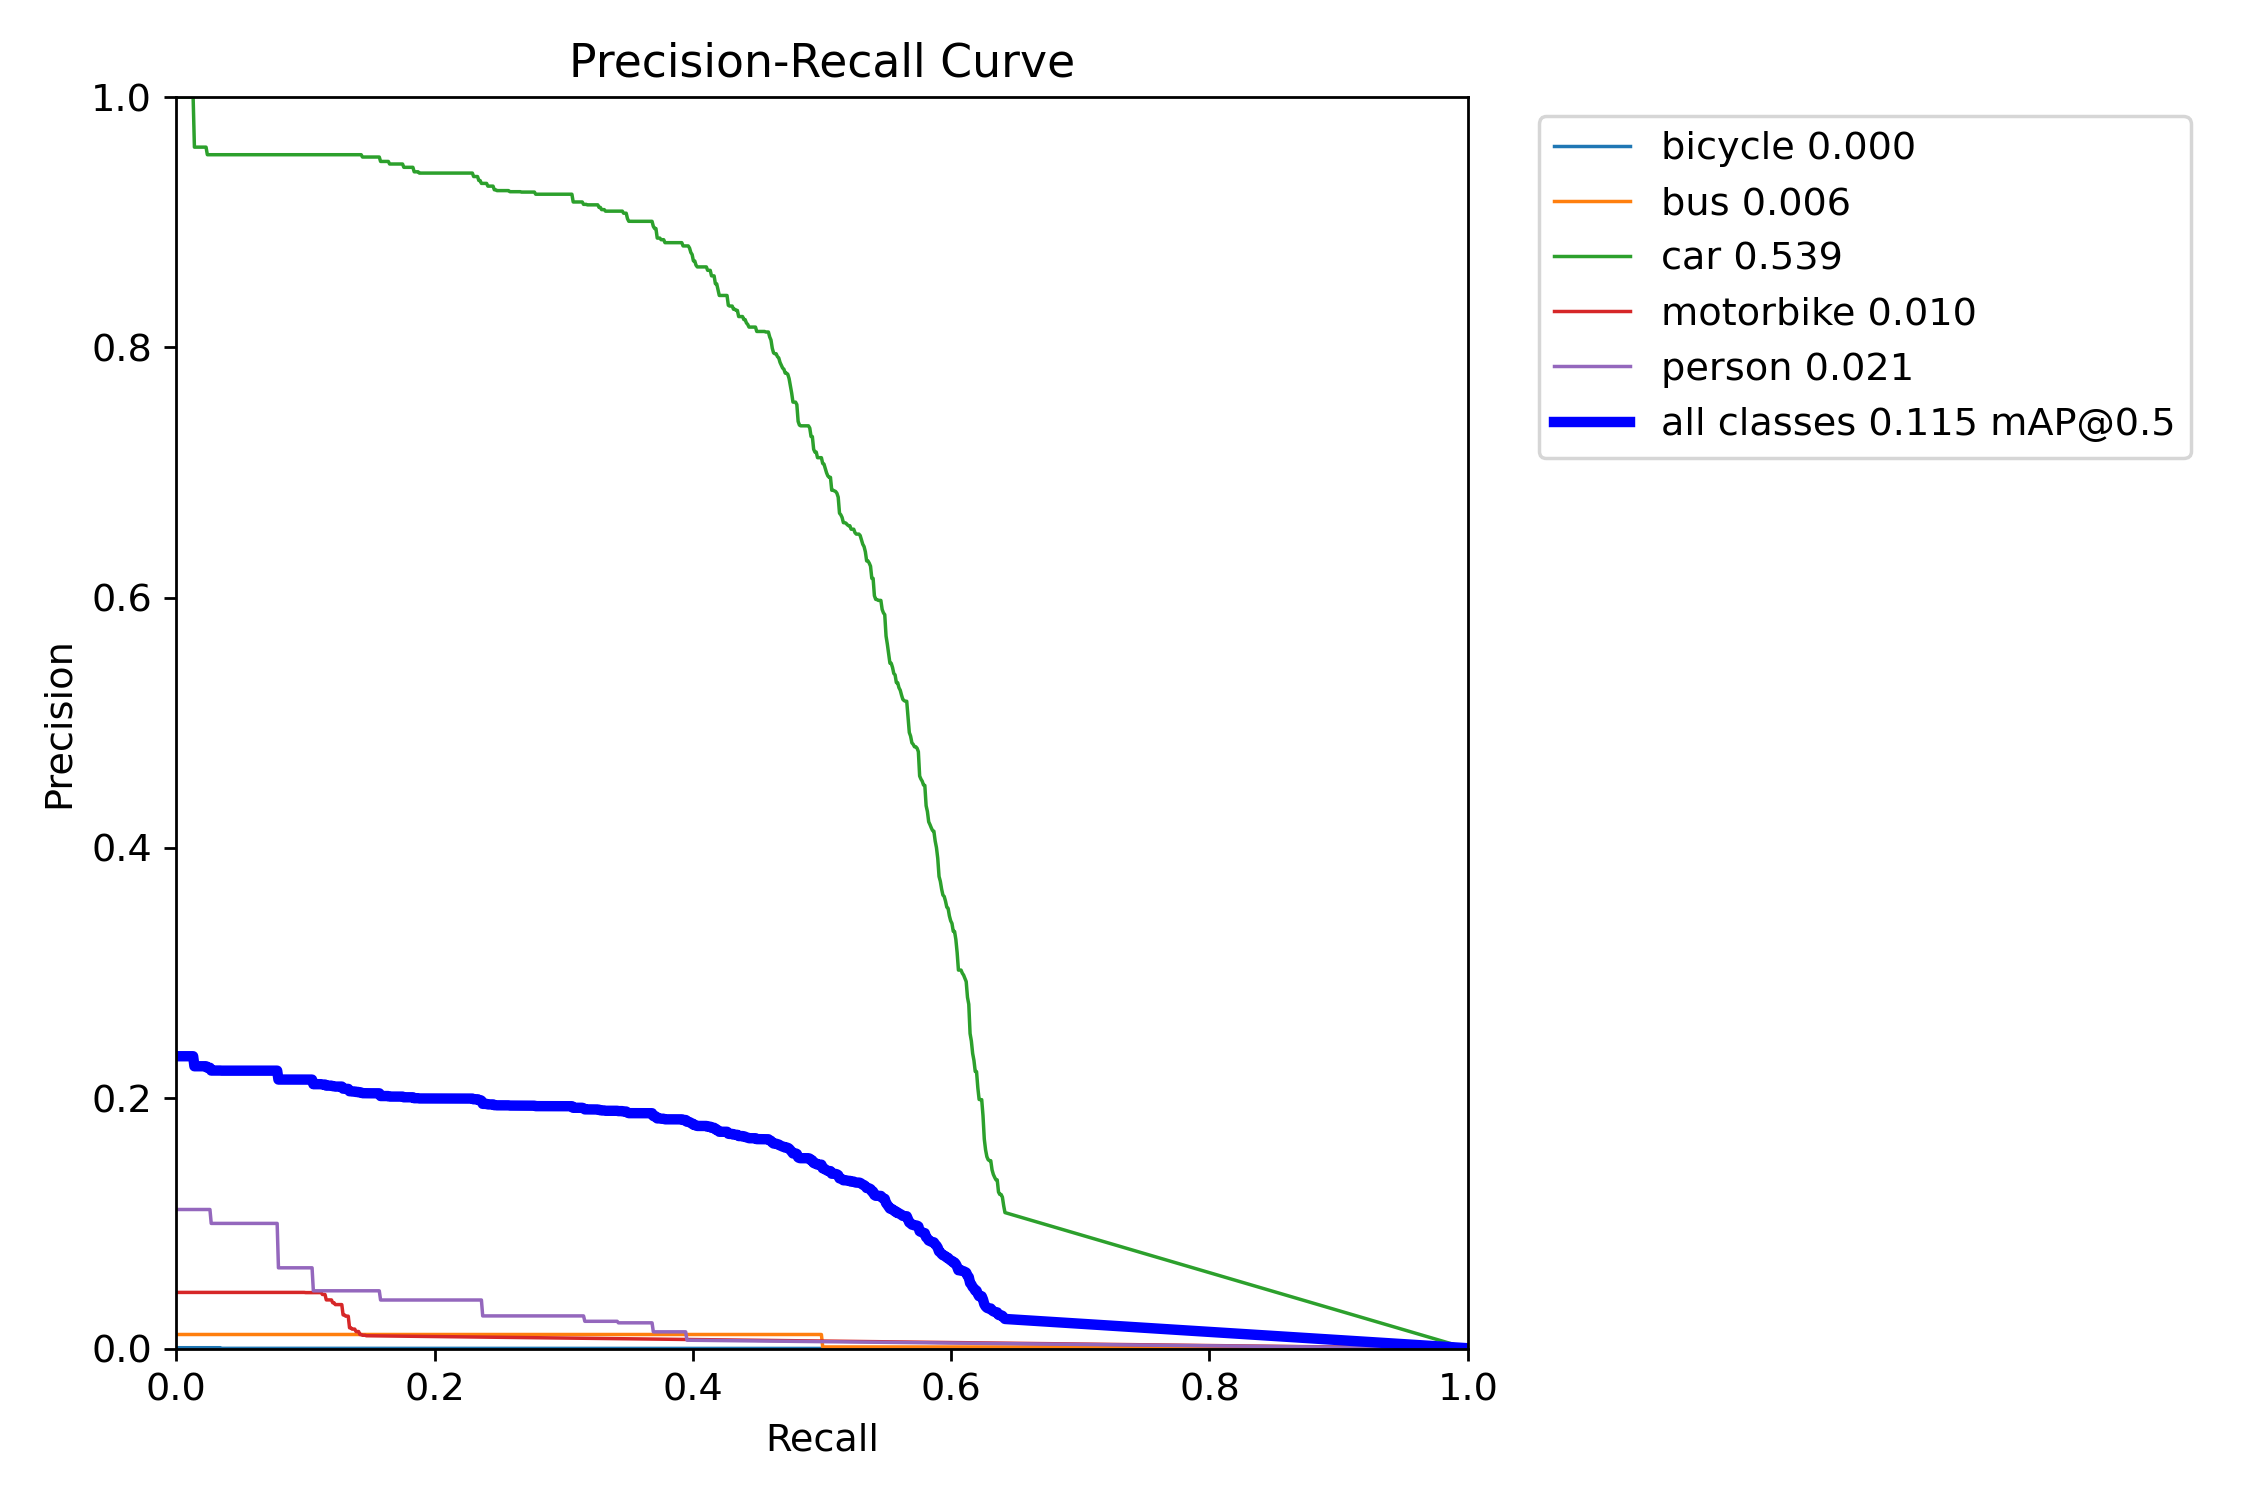 Precision-Recall Curve
1.0
0.8
0.6
0.4
0.2
0.0
Precision
0.0 0.2 0.4 0.6 0.8 1.0
Recall
bicycle 0.000
bus 0.006
car 0.539
motorbike 0.010
person 0.021
all classes 0.115 mAP@0.5